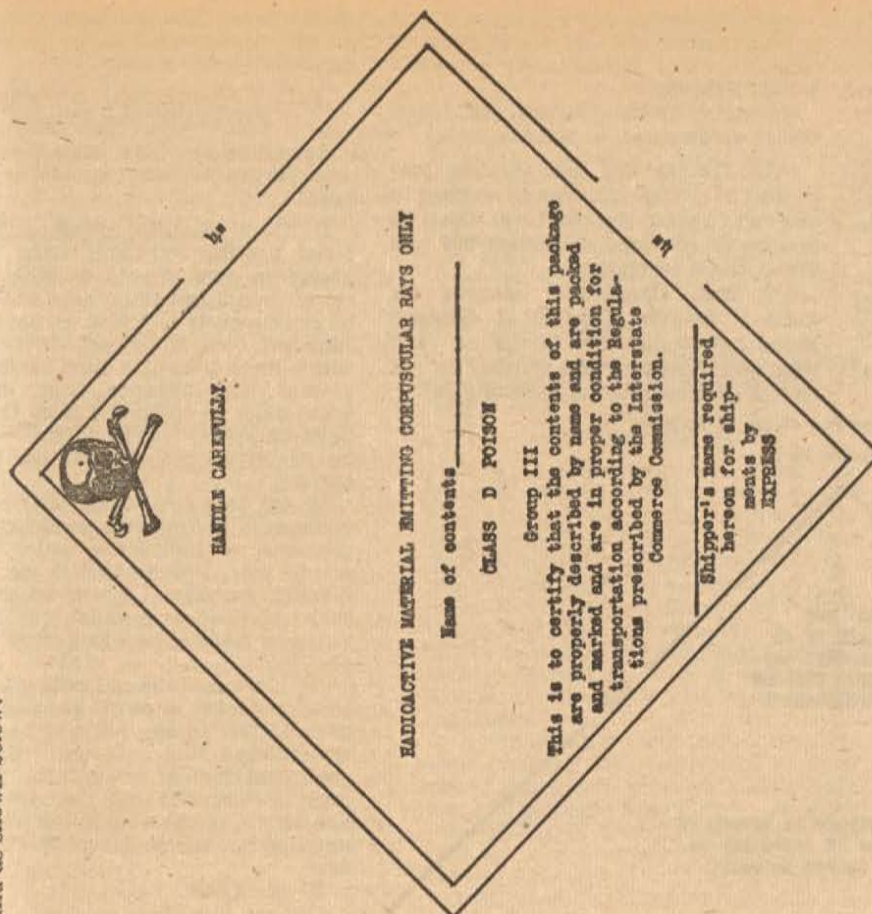 HANDLE CAREFULLY
4"
4"
RADIOACTIVE MATERIAL EMITTING CORPUSCULAR RAYS ONLY
Name of contents
CLASS D POISON
Group III
This is to certify that the contents of this package
are properly described by name and are packed
and marked and are in proper condition for
transportation according to the Regula-
tions prescribed by the Interstate
Commerce Commission.
Shipper's name required
hereon for ship-
ments by
EXPRESS